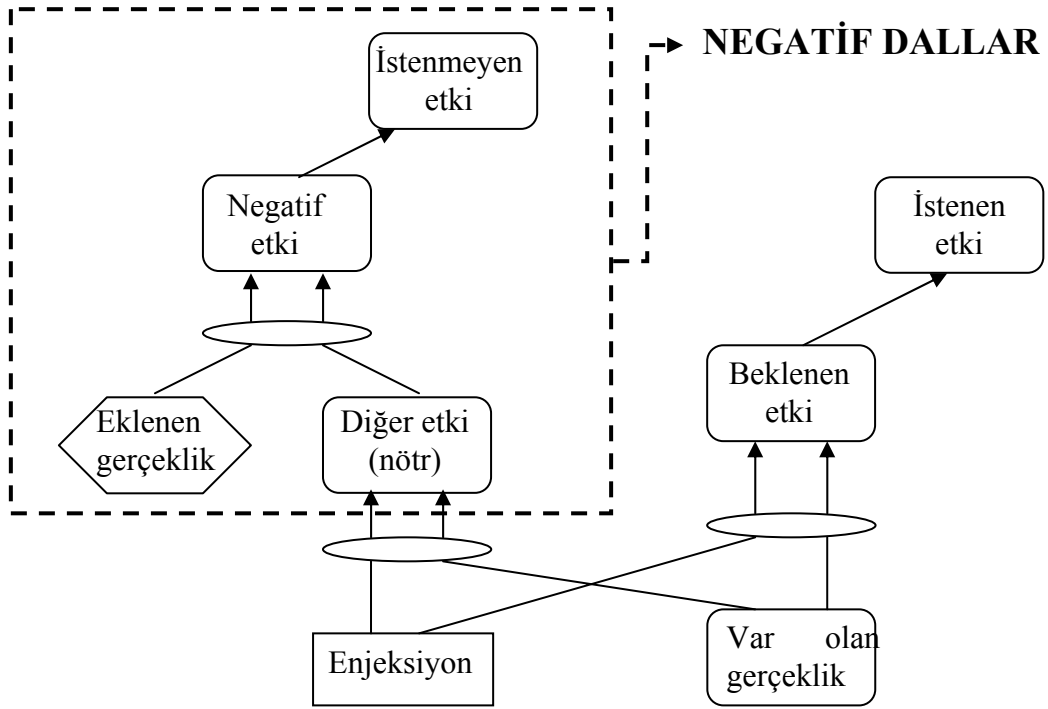 NEGATİF DALLAR
İstenmeyen
etki
Negatif
etki
İstenen
etki
Beklenen
etki
Eklenen
gerçeklik
Diğer etki
(nötr)
Enjeksiyon
Var olan
gerçeklik